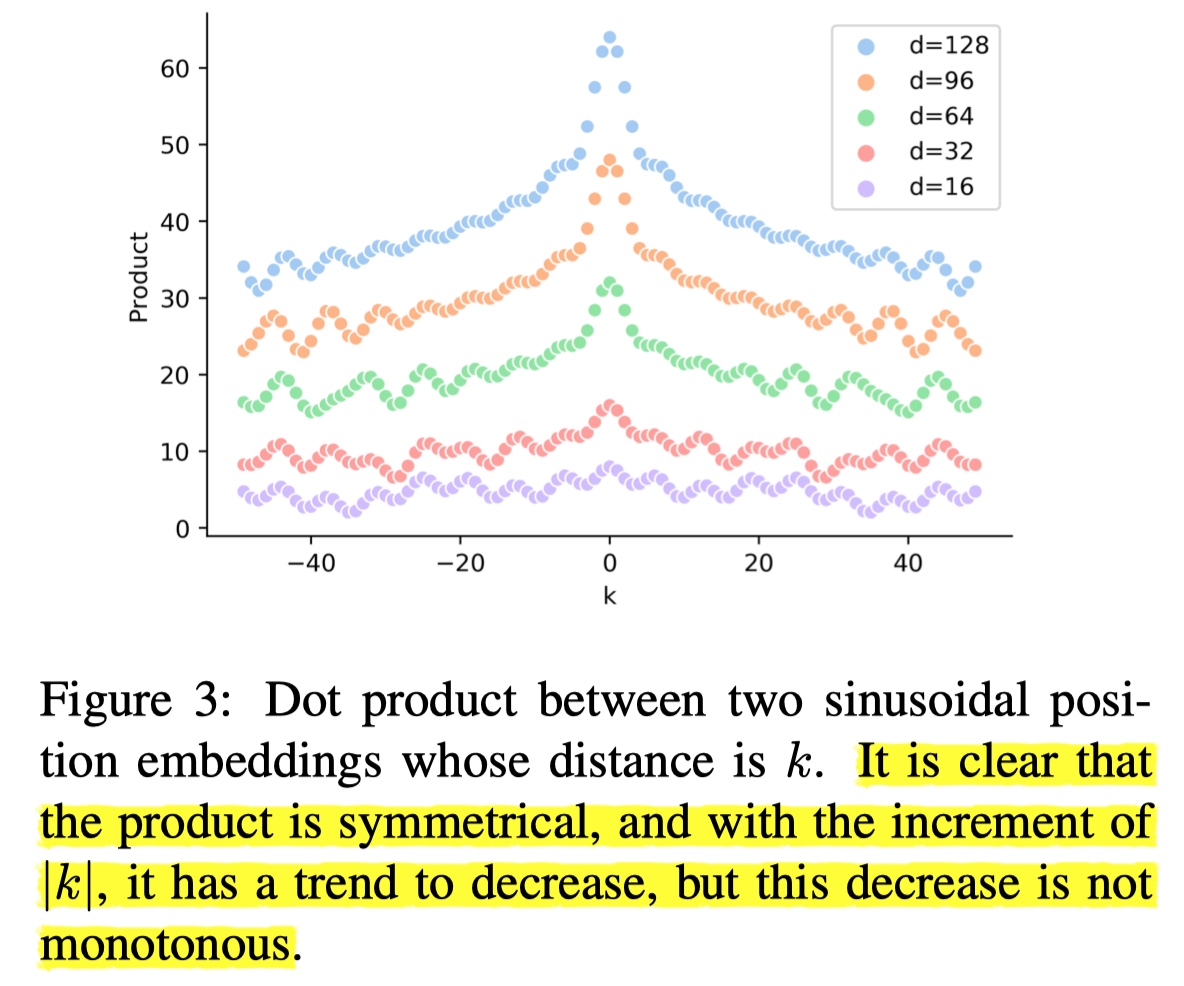 60
50
40
30
20
10
0
Product
−40
−20
0
20
40
k
d=128
d=96
d=64
d=32
d=16
Figure 3: Dot product between two sinusoidal posi-
tion embeddings whose distance is k. It is clear that
the product is symmetrical, and with the increment of
|k|, it has a trend to decrease, but this decrease is not
monotonous.